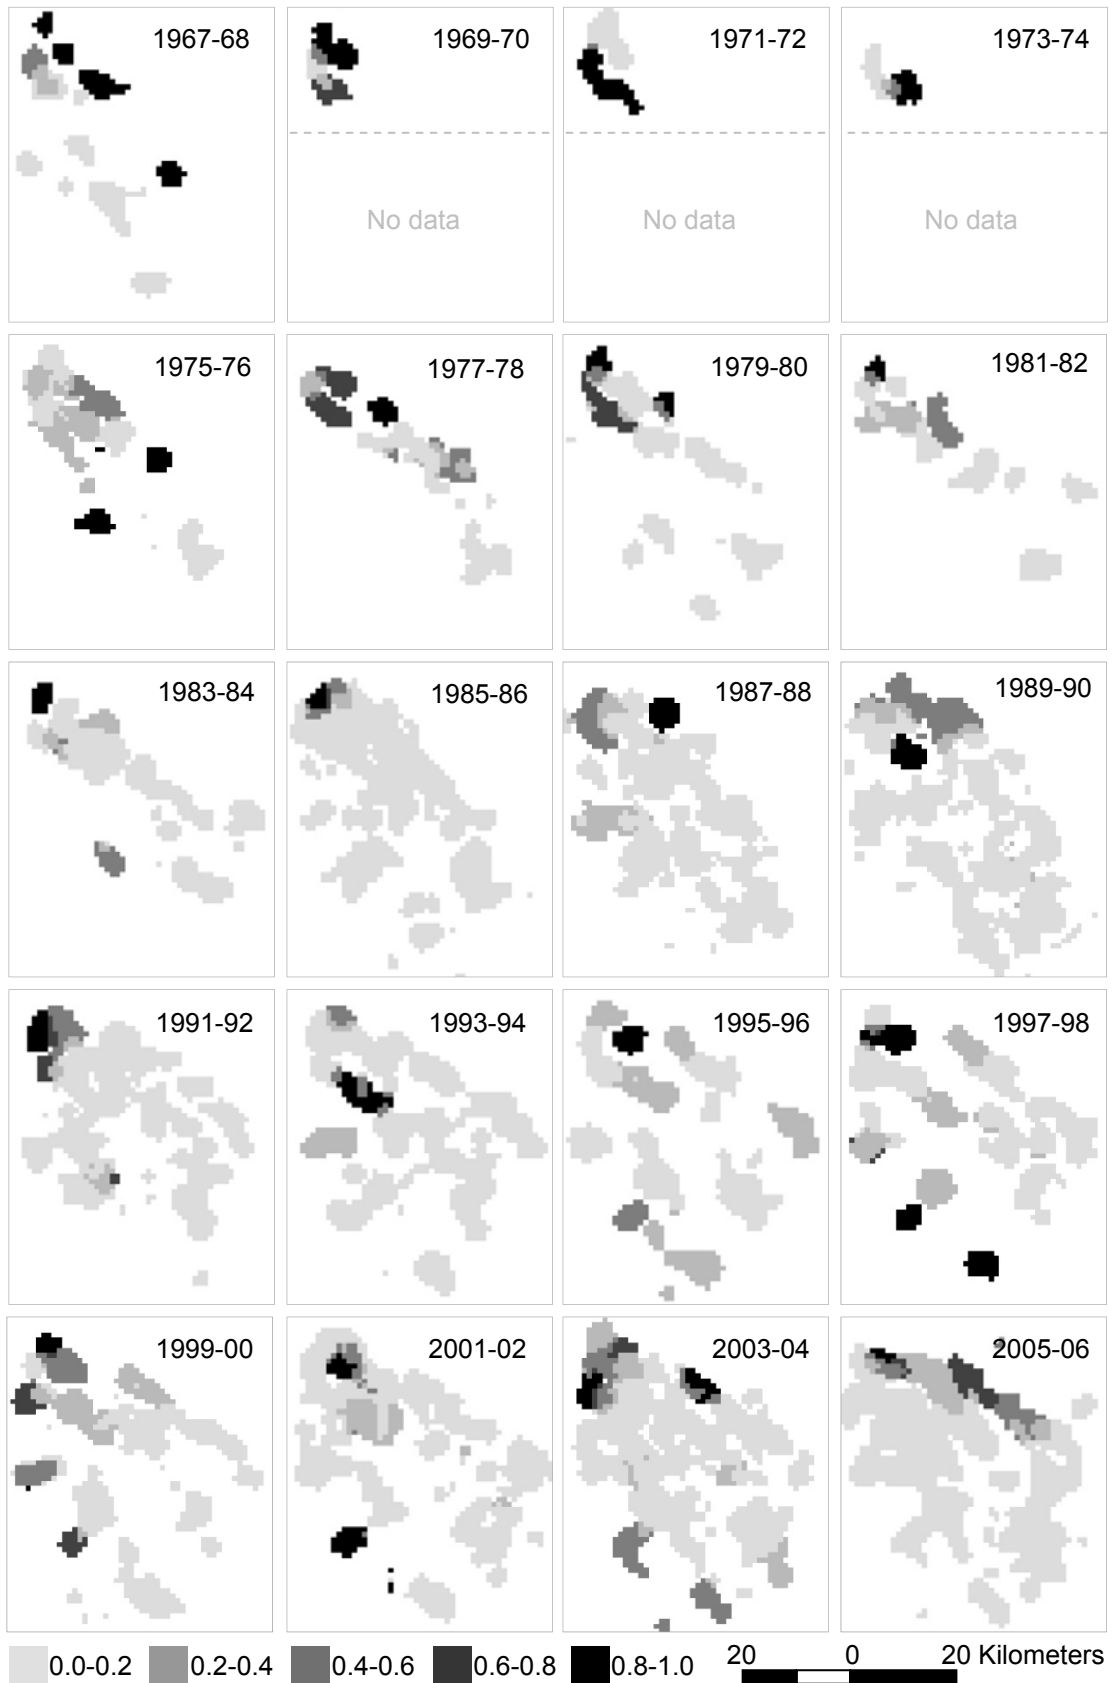 1967-68 1969-70 1971-72 1973-74
No data No data No data
1975-76 1977-78 1979-80 1981-82
1983-84 1985-86 1987-88 1989-90
1991-92 1993-94 1995-96 1997-98
1999-00 2001-02 2003-04 2005-06
0.0-0.2 0.2-0.4 0.4-0.6 0.6-0.8 0.8-1.0 20 0 20 Kilometers